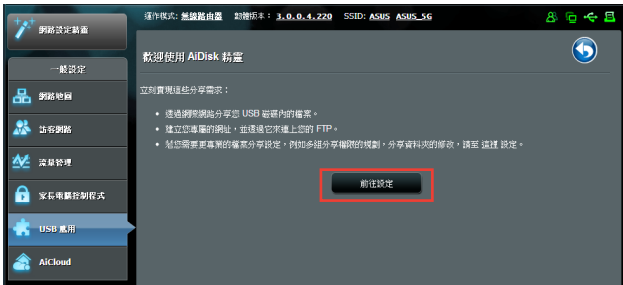 網路設定精靈
運作模式: 無線路由器 韌體版本: 3.0.0.4.220 SSID: ASUS ASUS_5G
歡迎使用 AiDisk 精靈
一般設定
網路地圖
訪客網路
流量管理
家長電腦控制程式
USB 應用
AiCloud
立刻實現這些分享需求：
• 透過網際網路分享您 USB 磁碟內的檔案。
• 建立您專屬的網址，並透過它來連上您的 FTP。
• 若您需要更專業的檔案分享設定，例如多組分享權限的規劃，分享資料夾的修改，請至 這裡 設定。
前往設定